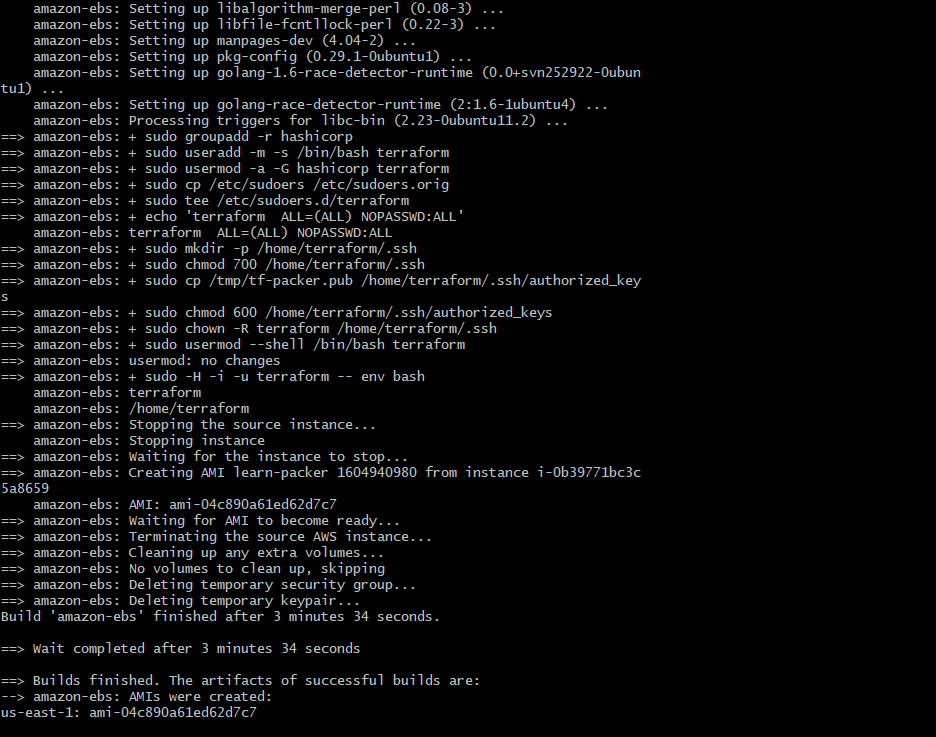 amazon-ebs: Setting up libalgorithm-merge-perl (0.08-3) ...
amazon-ebs: Setting up libfile-fcntllock-perl (0.22-3) ...
amazon-ebs: Setting up manpages-dev (4.04-2) ...
amazon-ebs: Setting up pkg-config (0.29.1-0ubuntu1) ...
amazon-ebs: Setting up golang-1.6-race-detector-runtime (0.0+svn252922-0ubun
tu1) ...
amazon-ebs: Setting up golang-race-detector-runtime (2:1.6-1ubuntu4) ...
amazon-ebs: Processing triggers for libc-bin (2.23-0ubuntu11.2) ...
==> amazon-ebs: + sudo groupadd -r hashicorp
==> amazon-ebs: + sudo useradd -m -s /bin/bash terraform
==> amazon-ebs: + sudo usermod -a -G hashicorp terraform
==> amazon-ebs: + sudo cp /etc/sudoers /etc/sudoers.orig
==> amazon-ebs: + sudo tee /etc/sudoers.d/terraform
==> amazon-ebs: + echo 'terraform  ALL=(ALL) NOPASSWD:ALL'
amazon-ebs: terraform  ALL=(ALL) NOPASSWD:ALL
==> amazon-ebs: + sudo mkdir -p /home/terraform/.ssh
==> amazon-ebs: + sudo chmod 700 /home/terraform/.ssh
==> amazon-ebs: + sudo cp /tmp/tf-packer.pub /home/terraform/.ssh/authorized_key
s
==> amazon-ebs: + sudo chmod 600 /home/terraform/.ssh/authorized_keys
==> amazon-ebs: + sudo chown -R terraform /home/terraform/.ssh
==> amazon-ebs: + sudo usermod --shell /bin/bash terraform
==> amazon-ebs: usermod: no changes
==> amazon-ebs: + sudo -H -i -u terraform -- env bash
amazon-ebs: terraform
amazon-ebs: /home/terraform
==> amazon-ebs: Stopping the source instance...
amazon-ebs: Stopping instance
==> amazon-ebs: Waiting for the instance to stop...
==> amazon-ebs: Creating AMI learn-packer 1604940980 from instance i-0b39771bc3c
5a8659
amazon-ebs: AMI: ami-04c890a61ed62d7c7
==> amazon-ebs: Waiting for AMI to become ready...
==> amazon-ebs: Terminating the source AWS instance...
==> amazon-ebs: Cleaning up any extra volumes...
==> amazon-ebs: No volumes to clean up, skipping
==> amazon-ebs: Deleting temporary security group...
==> amazon-ebs: Deleting temporary keypair...
Build 'amazon-ebs' finished after 3 minutes 34 seconds.
==> Wait completed after 3 minutes 34 seconds
==> Builds finished. The artifacts of successful builds are:
--> amazon-ebs: AMIs were created:
us-east-1: ami-04c890a61ed62d7c7